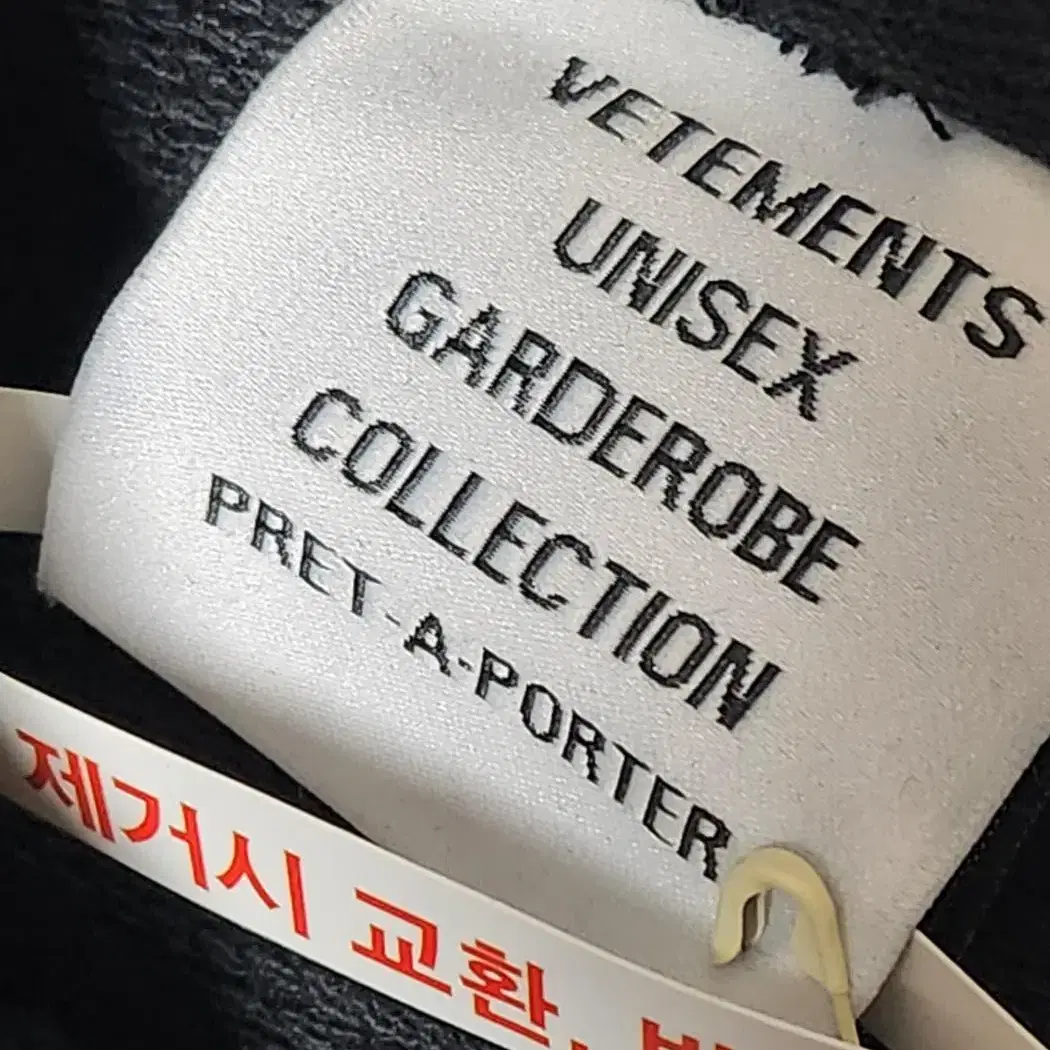 VETEMENTS
UNISEX
GARDEROBE
COLLECTION
PRET-A-PORTER
제거시 교환,